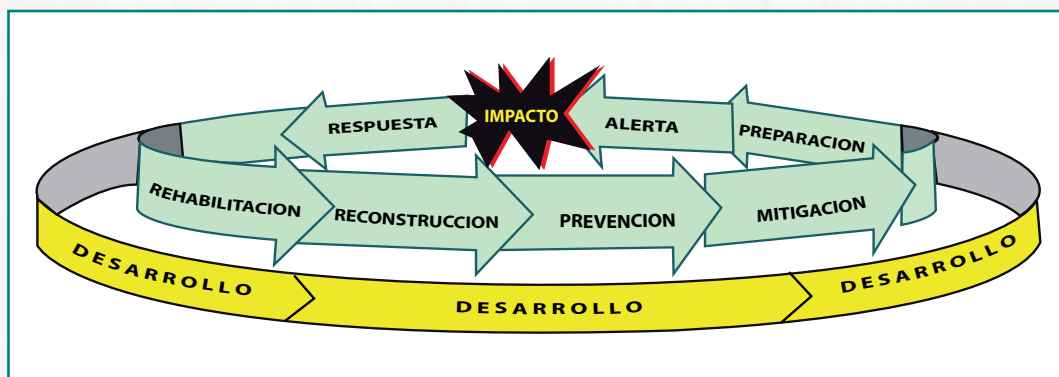 IMPACTO
RESPUESTA
ALERTA
PREPARACION
REHABILITACION
RECONSTRUCCION
PREVENCION
MITIGACION
DESARROLLO
DESARROLLO
DESARROLLO